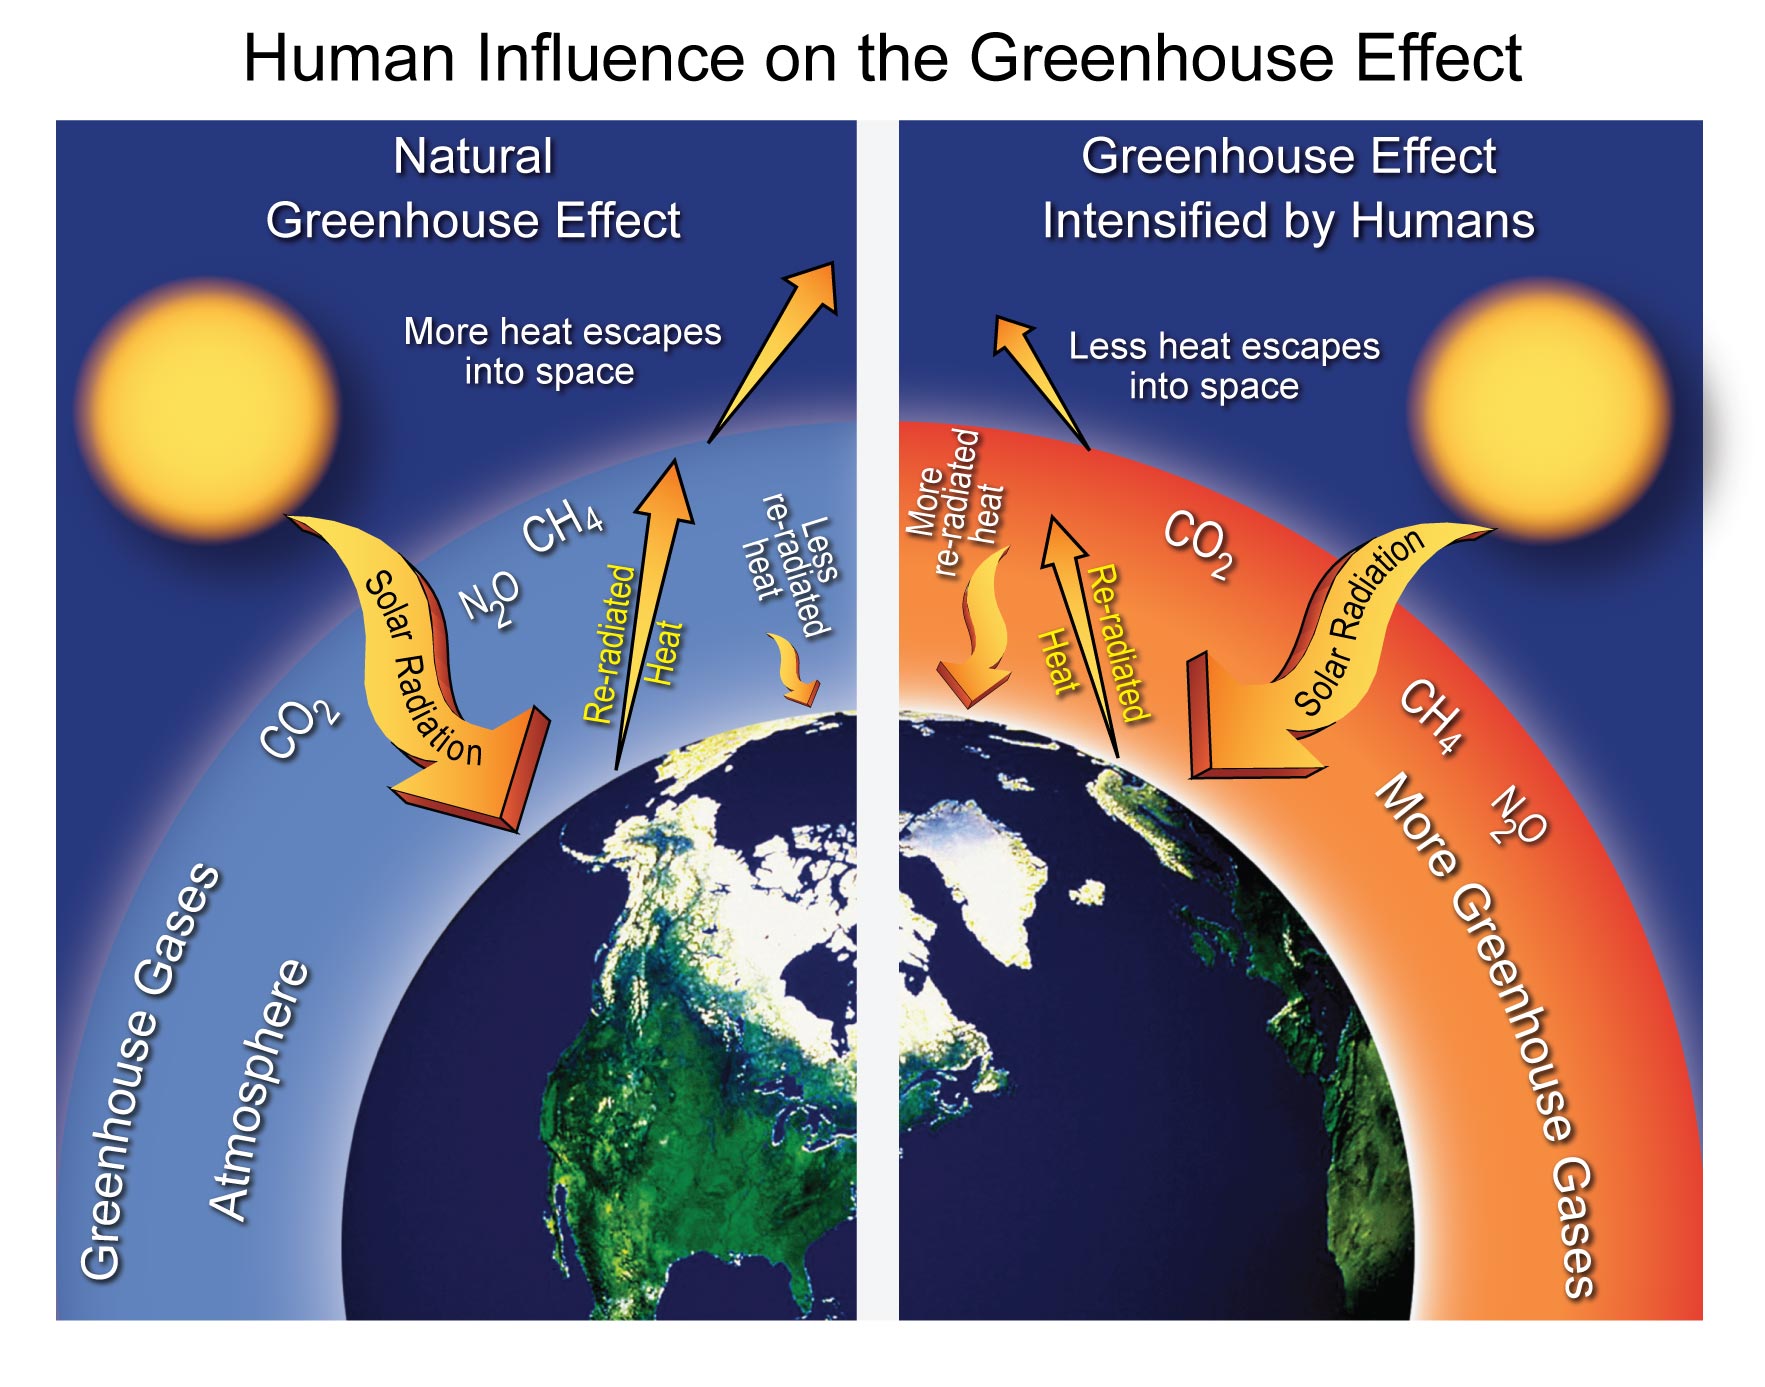 Human Influence on the Greenhouse Effect
Natural
Greenhouse Effect
More heat escapes
into space
Solar Radiation
CH₄
N₂O
CO₂
Re-radiated
Heat
Less
re-radiated
heat
Greenhouse Gases
Atmosphere
Greenhouse Effect
Intensified by Humans
Less heat escapes
into space
More
re-radiated
heat
Re-radiated
Heat
CO₂
Solar Radiation
CH₄
N₂O
More Greenhouse Gases